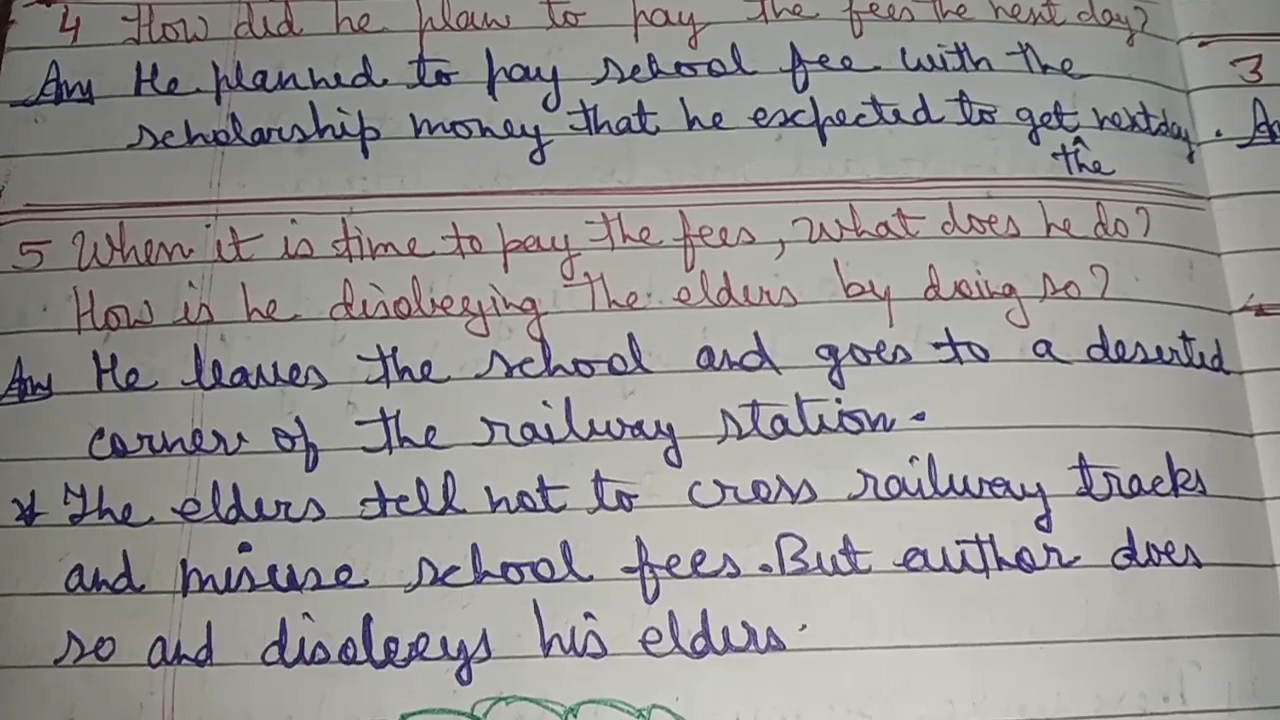 4 How did he plan to pay the fees the next day?
Ans He planned to pay school fee with the
scholarship money that he expected to get nextday.
the
5 When it is time to pay the fees, what does he do?
How is he disobeying the elders by doing so?
Ans He leaves the school and goes to a deserted
corner of the railway station.
* The elders tell not to cross railway tracks
and misuse school fees. But author does
so and disobeys his elders.
3